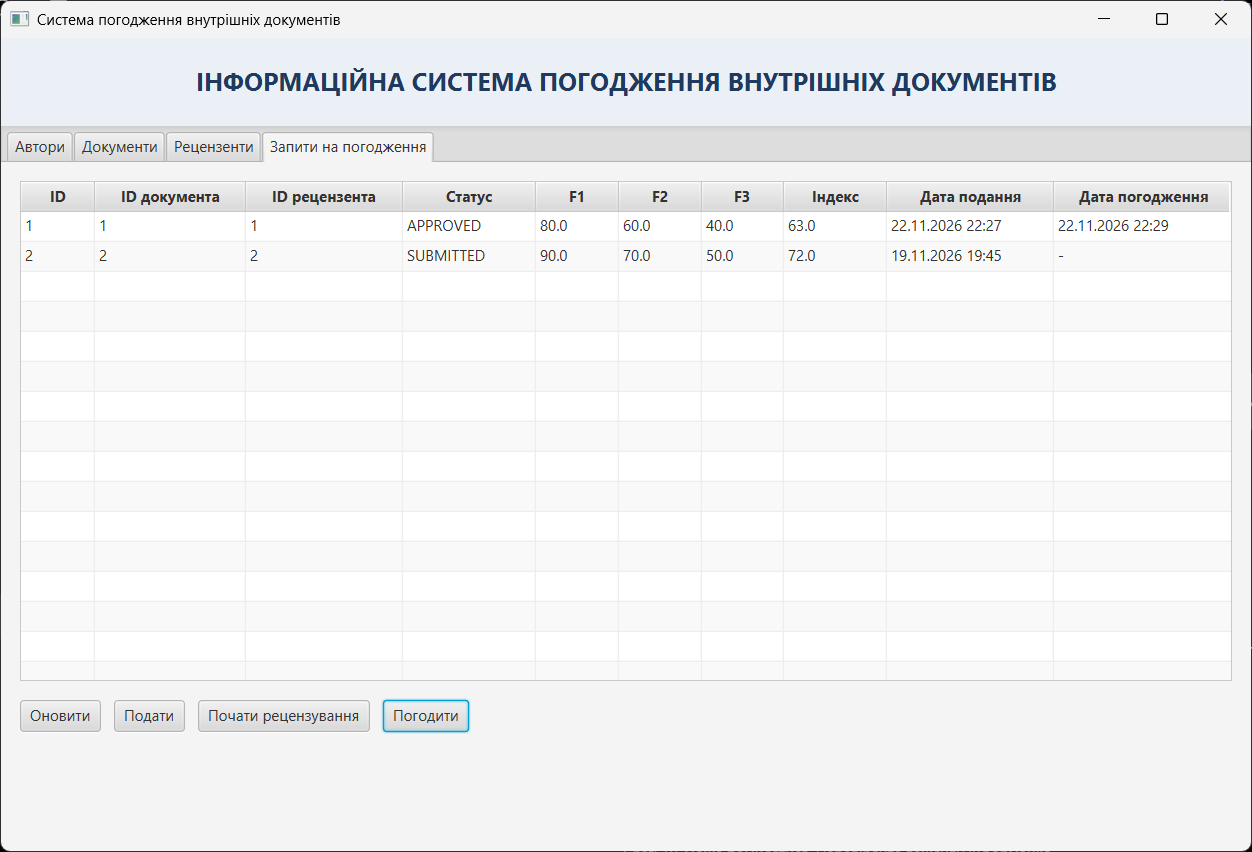 Система погодження внутрішніх документів
ІНФОРМАЦІЙНА СИСТЕМА ПОГОДЖЕННЯ ВНУТРІШНІХ ДОКУМЕНТІВ
Автори Документи Рецензенти Запити на погодження
ID ID документа ID рецензента Статус F1 F2 F3 Індекс Дата подання Дата погодження
1 1 1 APPROVED 80.0 60.0 40.0 63.0 22.11.2026 22:27 22.11.2026 22:29
2 2 2 SUBMITTED 90.0 70.0 50.0 72.0 19.11.2026 19:45 -
Оновити Подати Почати рецензування Погодити